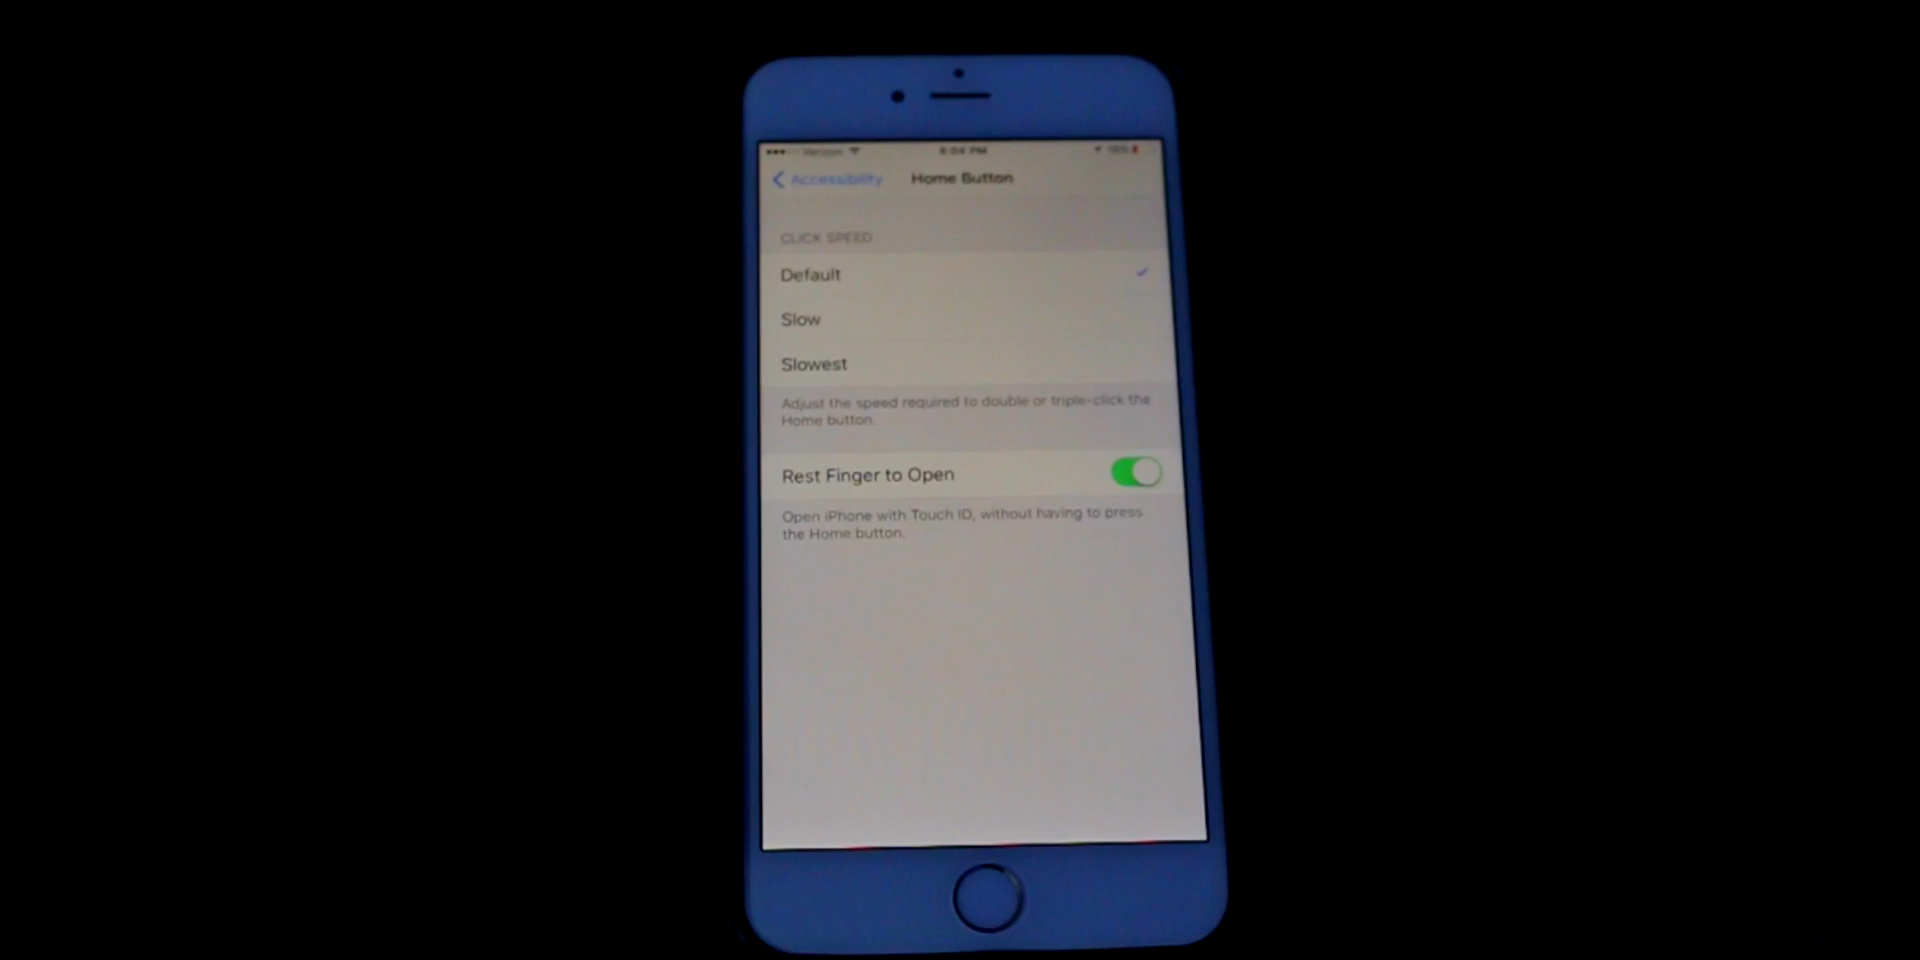 Verizon 8:04 PM
Accessibility Home Button
CLICK SPEED
Default
Slow
Slowest
Adjust the speed required to double or triple-click the
Home button.
Rest Finger to Open
Open iPhone with Touch ID, without having to press
the Home button.